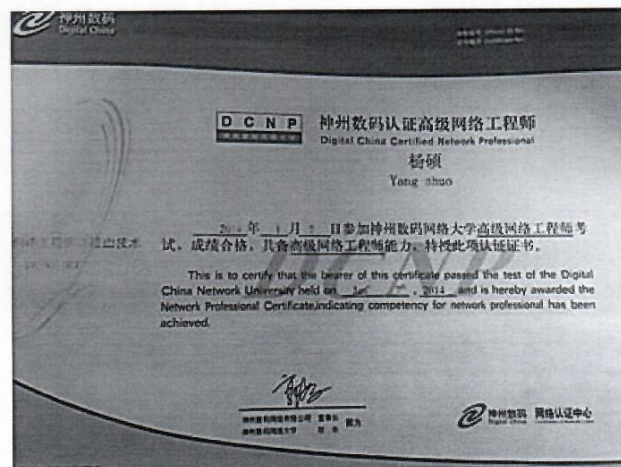 神州数码
Digital China
DCNP
神州数码认证高级网络工程师
Digital China Certified Network Professional
杨硕
Yang shuo
年 月 日参加神州数码网络大学高级网络工程师考
试，成绩合格，具备高级网络工程师能力，特授此项认证证书。
This is to certify that the bearer of this certificate passed the test of the Digital
China Network University held on , 2014 and is hereby awarded the
Network Professional Certificate,indicating competency for network professional has been
achieved.
神州数码 网络认证中心
Digital China